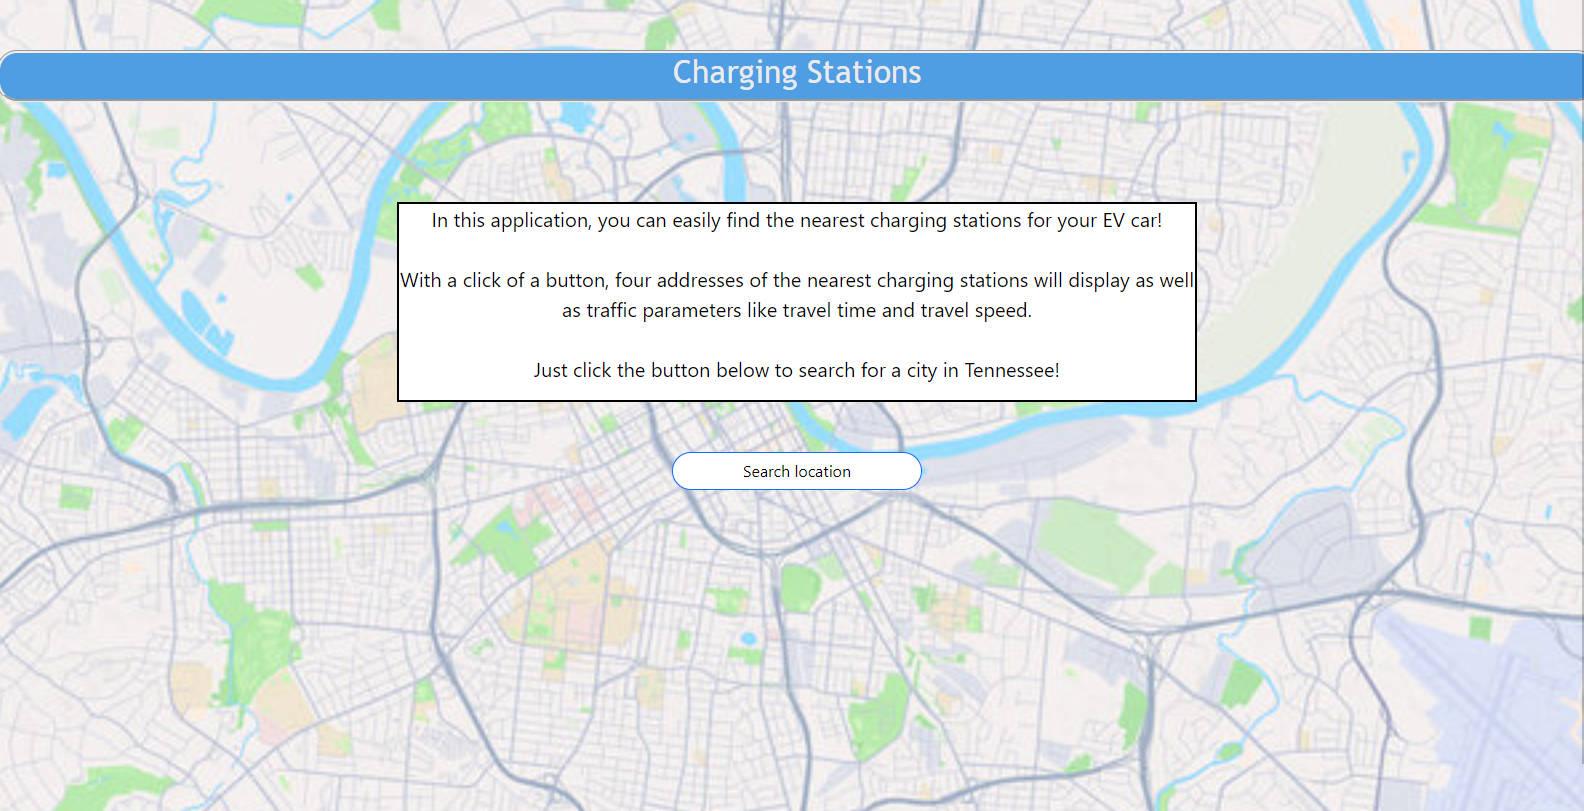 Charging Stations
In this application, you can easily find the nearest charging stations for your EV car!
With a click of a button, four addresses of the nearest charging stations will display as well
as traffic parameters like travel time and travel speed.
Just click the button below to search for a city in Tennessee!
Search location